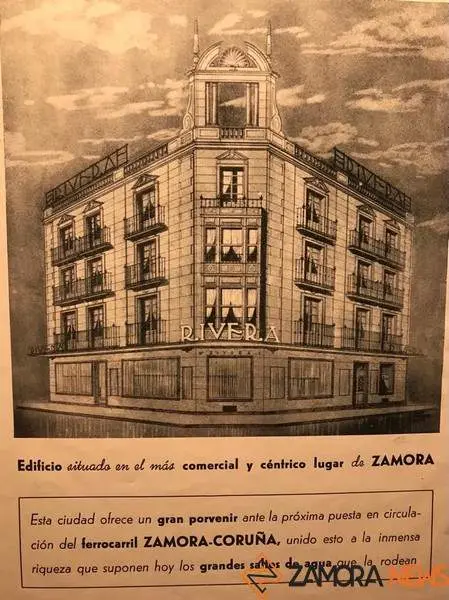 RIVERA
Edificio situado en el más comercial y céntrico lugar de ZAMORA
Esta ciudad ofrece un gran porvenir ante la próxima puesta en circula-
ción del ferrocarril ZAMORA-CORUÑA, unido esto a la inmensa
riqueza que suponen hoy los grandes saltos de agua que la rodean
ZAMORA NEWS